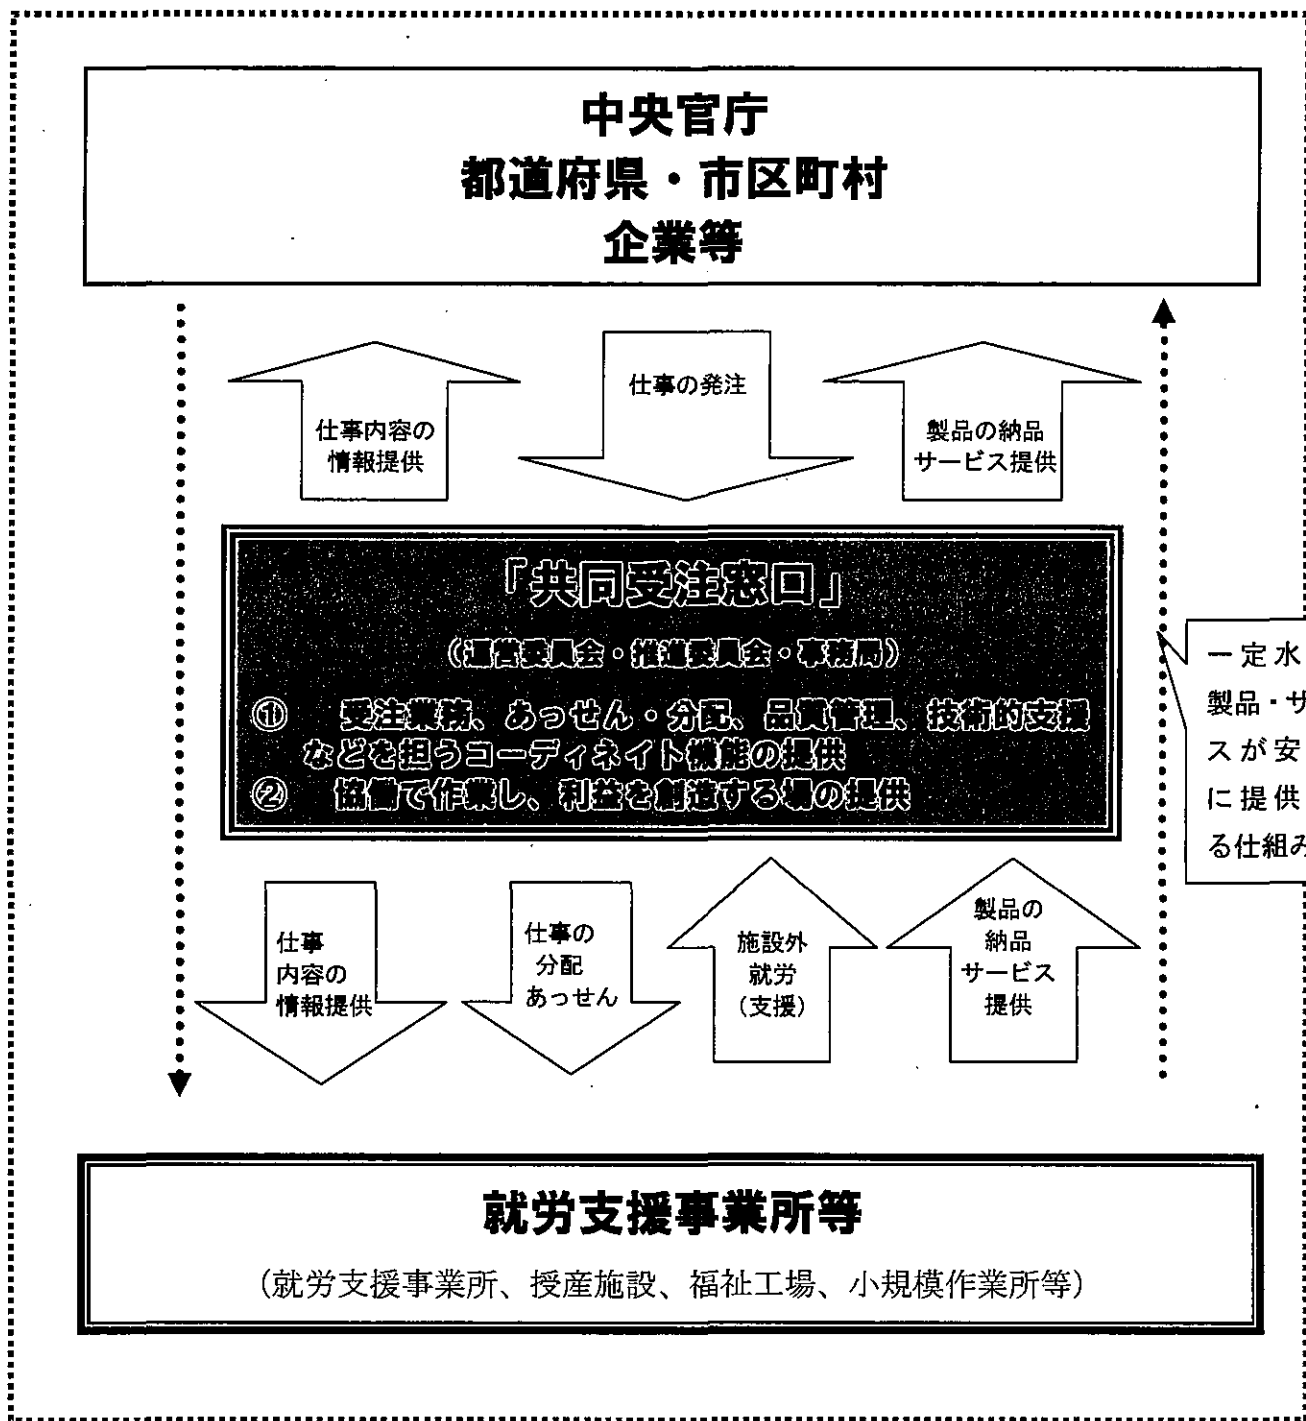 中央官庁
都道府県・市区町村
企業等
仕事内容の
情報提供
仕事の発注
製品の納品
サービス提供
「共同受注窓口」
（運営委員会・推進委員会・事務局）
① 受注業務、あっせん・分配、品質管理、技術的支援
などを担うコーディネイト機能の提供
② 協働で作業し、利益を創造する場の提供
一定水
製品・サ
スが安
に提供
る仕組み
仕事
内容の
情報提供
仕事の
分配
あっせん
施設外
就労
（支援）
製品の
納品
サービス
提供
就労支援事業所等
（就労支援事業所、授産施設、福祉工場、小規模作業所等）